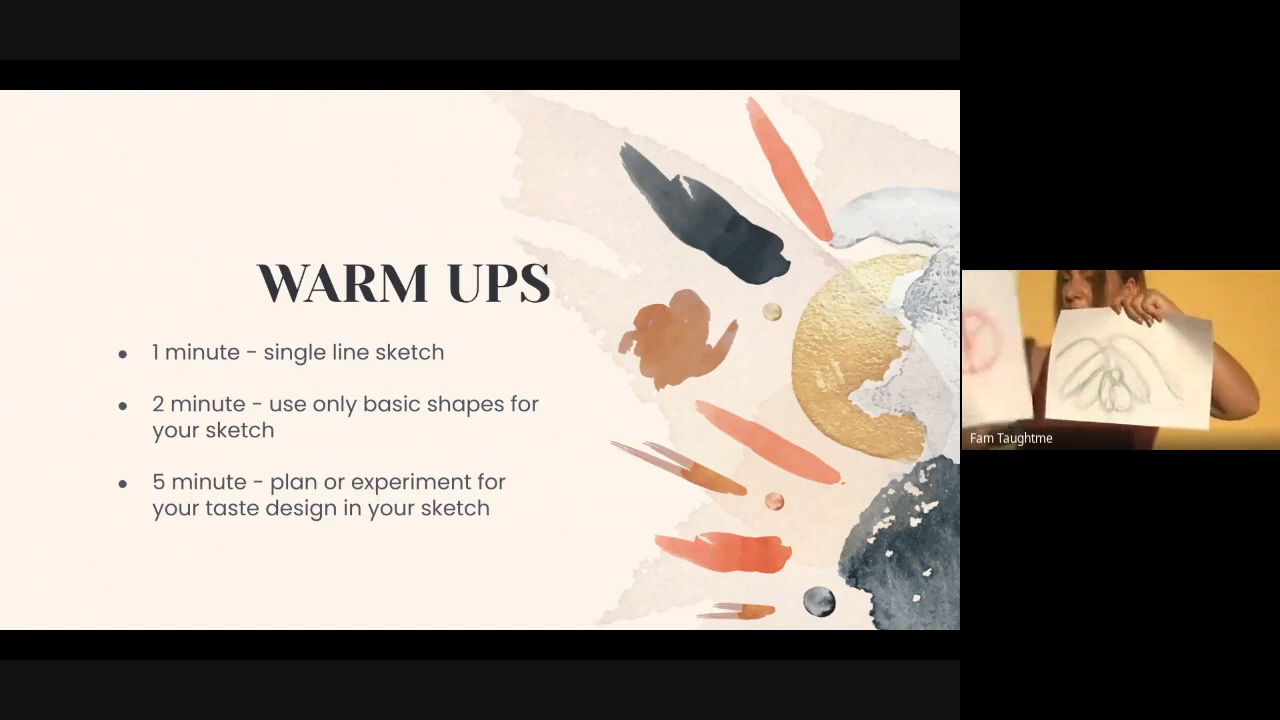 WARM UPS
● 1 minute - single line sketch
● 2 minute - use only basic shapes for
your sketch
● 5 minute - plan or experiment for
your taste design in your sketch
Fam Taughtme